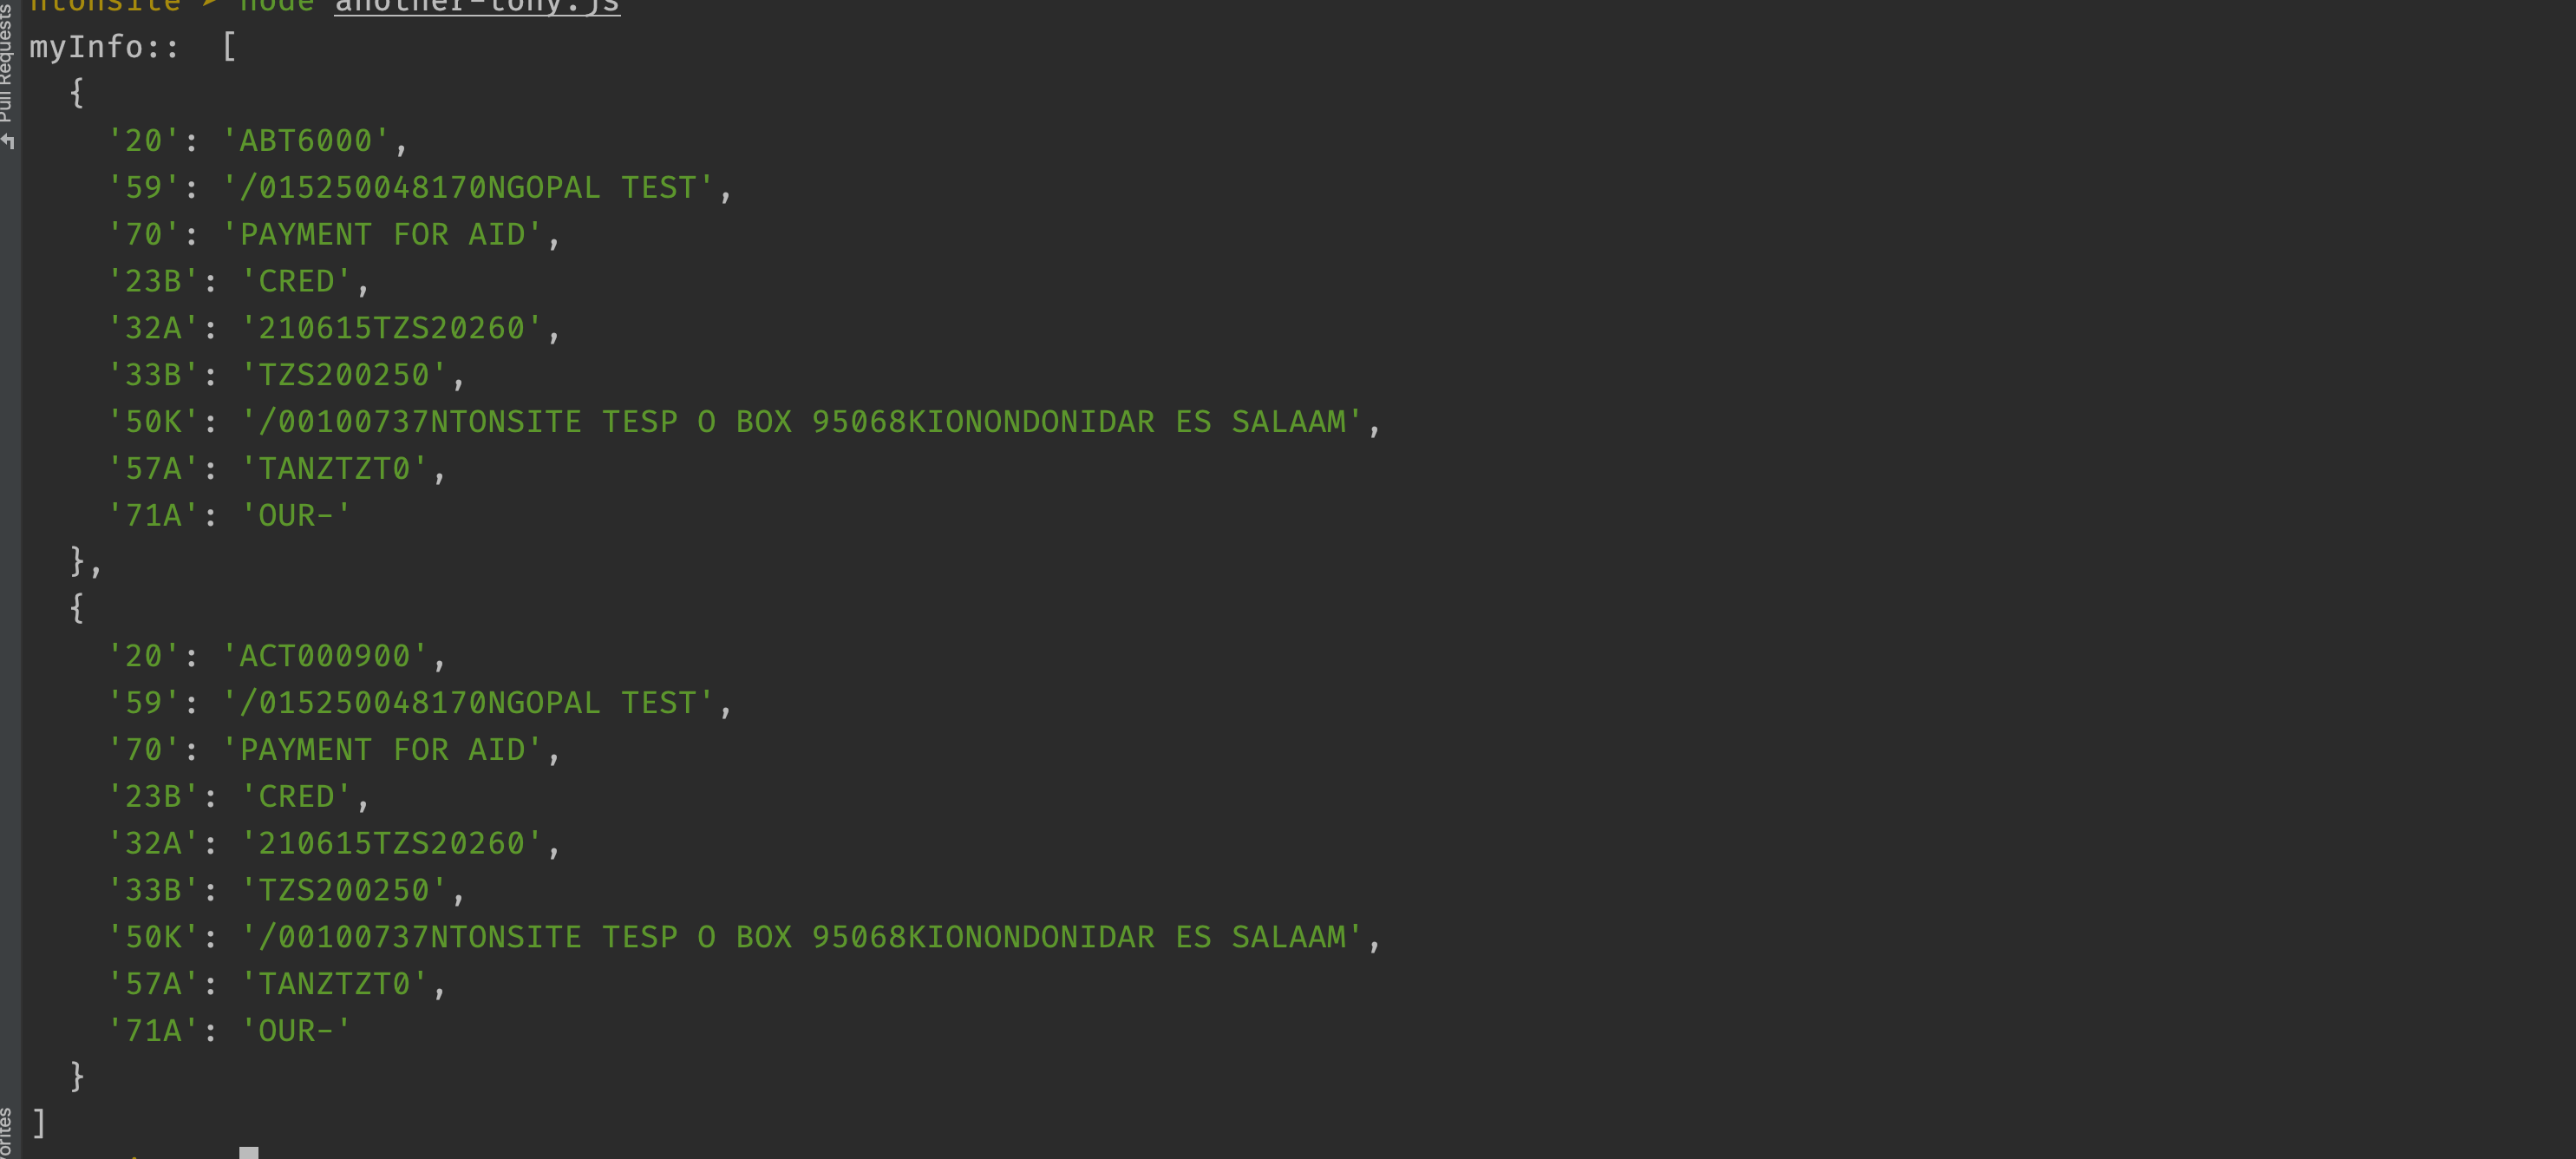 ntonsite ➤ node another-tony.js
myInfo::  [
  {
    '20': 'ABT6000',
    '59': '/015250048170NGOPAL TEST',
    '70': 'PAYMENT FOR AID',
    '23B': 'CRED',
    '32A': '210615TZS20260',
    '33B': 'TZS200250',
    '50K': '/00100737NTONSITE TESP O BOX 95068KIONONDONIDAR ES SALAAM',
    '57A': 'TANZTZT0',
    '71A': 'OUR-'
  },
  {
    '20': 'ACT000900',
    '59': '/015250048170NGOPAL TEST',
    '70': 'PAYMENT FOR AID',
    '23B': 'CRED',
    '32A': '210615TZS20260',
    '33B': 'TZS200250',
    '50K': '/00100737NTONSITE TESP O BOX 95068KIONONDONIDAR ES SALAAM',
    '57A': 'TANZTZT0',
    '71A': 'OUR-'
  }
]
Pull Requests